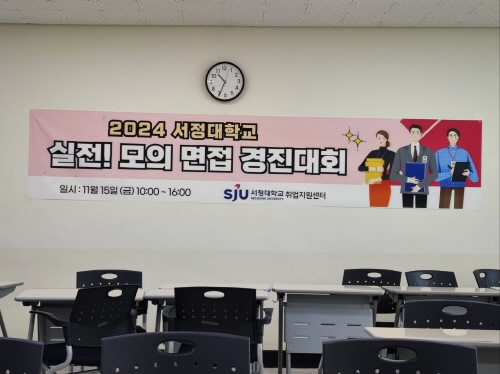 2024 서정대학교
실전! 모의 면접 경진대회
일시 : 11월 15일(금) 10:00 ~ 16:00
SJU 서정대학교 취업지원센터
SEOJEONG UNIVERSITY